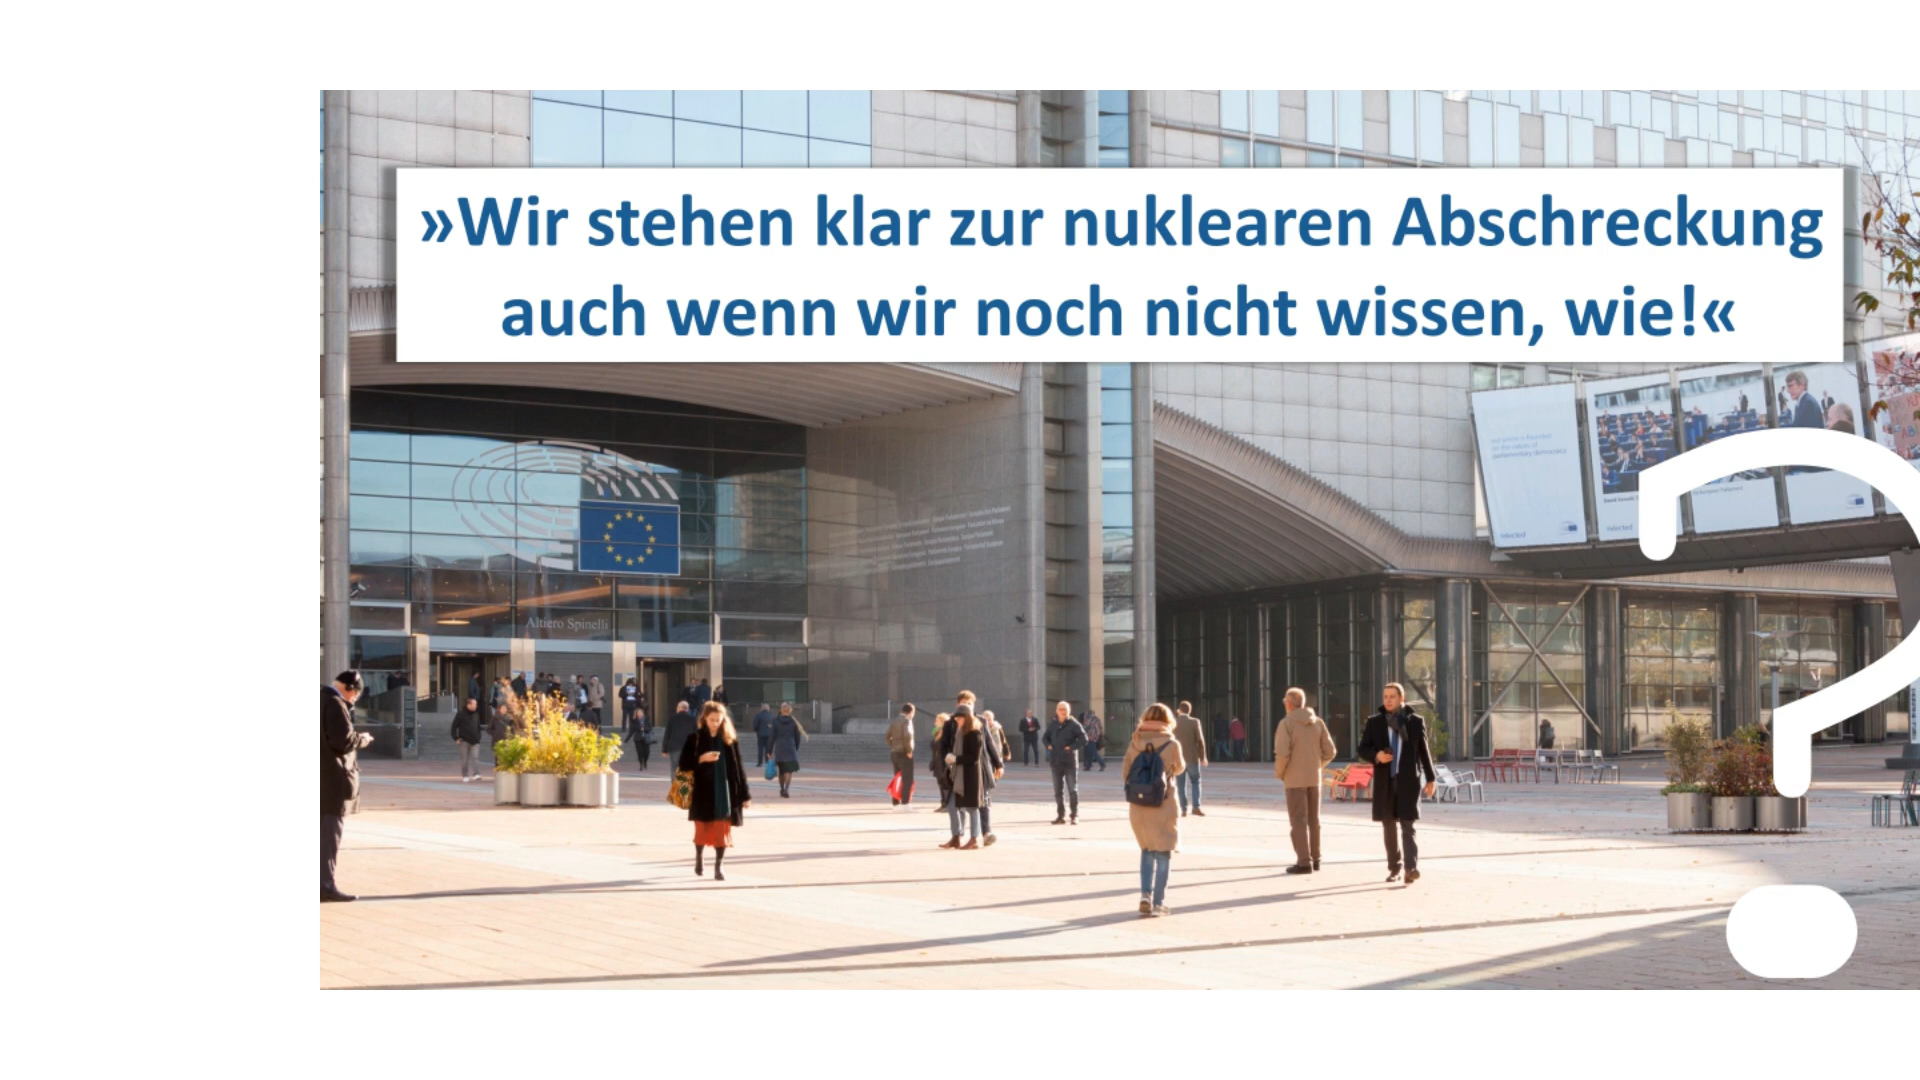 »Wir stehen klar zur nuklearen Abschreckung
auch wenn wir noch nicht wissen, wie!«
Altiero Spinelli
?